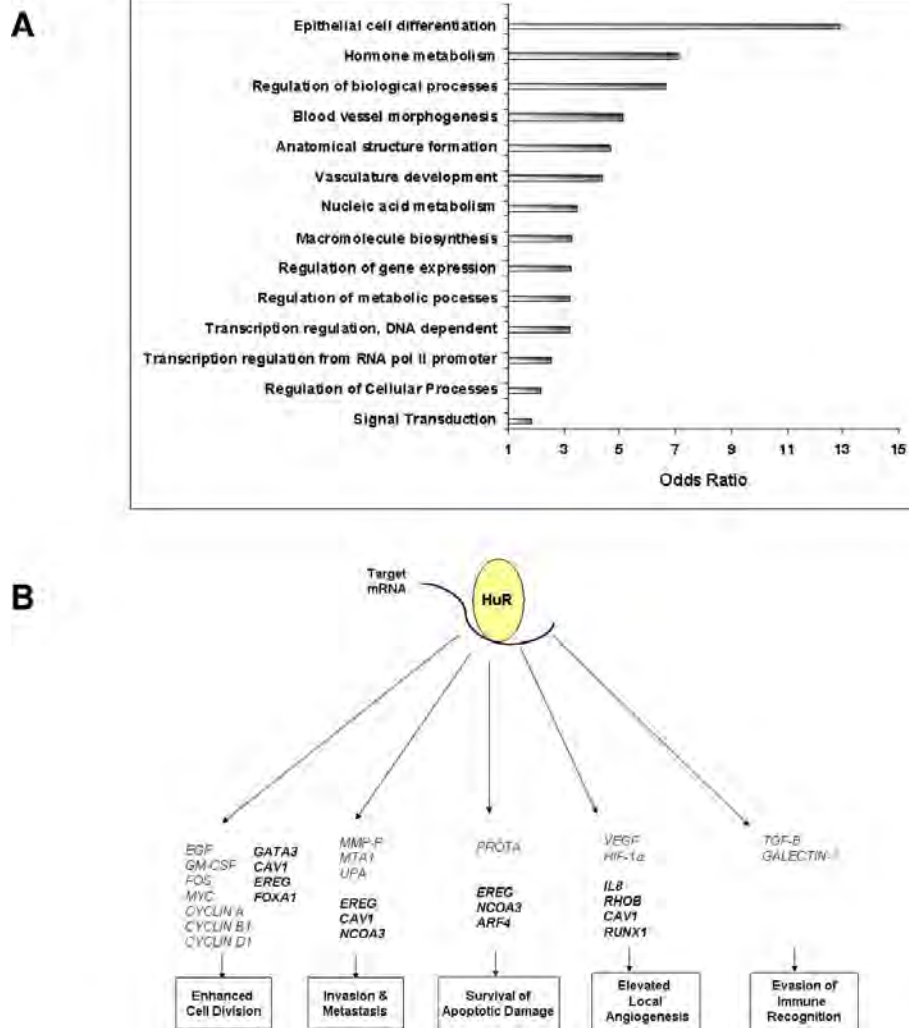 A
Epithelial cell differentiation
Hormone metabolism
Regulation of biological processes
Blood vessel morphogenesis
Anatomical structure formation
Vasculature development
Nucleic acid metabolism
Macromolecule biosynthesis
Regulation of gene expression
Regulation of metabolic pocesses
Transcription regulation, DNA dependent
Transcription regulation from RNA pol II promoter
Regulation of Cellular Processes
Signal Transduction
1 3 5 7 9 11 13 15
Odds Ratio
B
Target
mRNA
HuR
EGF
GM-CSF
FOS
MYC
CYCLIN A
CYCLIN B1
CYCLIN D1
GATA3
CAV1
EREG
FOXA1
Enhanced
Cell Division
MTA1
UPA
EREG
CAV1
NCOA3
Invasion &
Metastasis
PROTA
EREG
NCOA3
ARF4
Survival of
Apoptotic Damage
VEGF
HIF-1α
IL8
RHOB
CAV1
RUNX1
Elevated
Local
Angiogenesis
TGF-B
Evasion of
Immune
Recognition